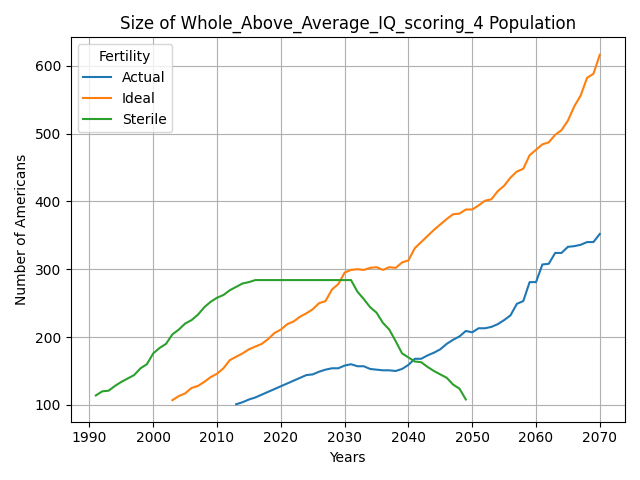 Size of Whole_Above_Average_IQ_scoring_4 Population
Fertility
Actual
Ideal
Sterile
Number of Americans
600
500
400
300
200
100
1990 2000 2010 2020 2030 2040 2050 2060 2070
Years